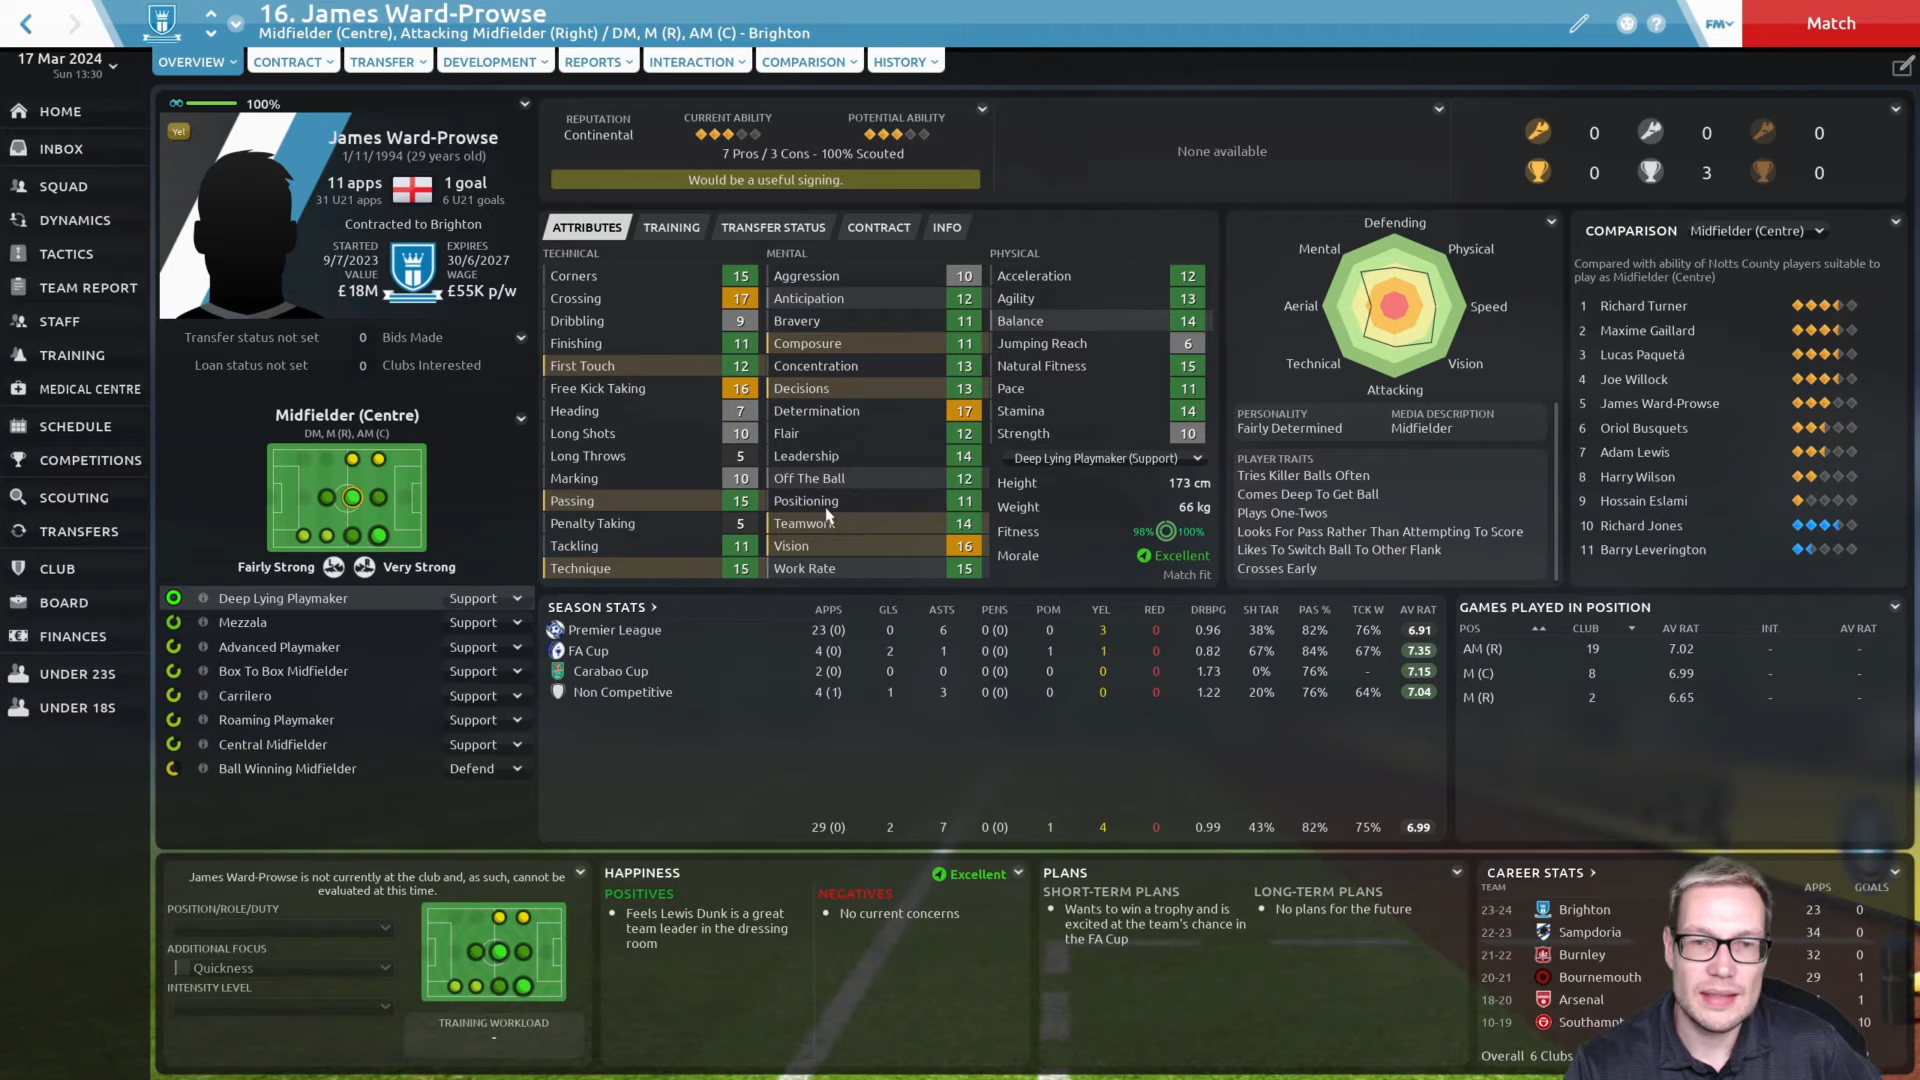 16. James Ward-Prowse
Midfielder (Centre), Attacking Midfielder (Right) / DM, M (R), AM (C) - Brighton
FM
Match
17 Mar 2024
Sun 13:30
OVERVIEW
CONTRACT
TRANSFER
DEVELOPMENT
REPORTS
INTERACTION
COMPARISON
HISTORY
HOME
INBOX
SQUAD
DYNAMICS
TACTICS
TEAM REPORT
STAFF
TRAINING
MEDICAL CENTRE
SCHEDULE
COMPETITIONS
SCOUTING
TRANSFERS
CLUB
BOARD
FINANCES
UNDER 23S
UNDER 18S
100%
Yel
James Ward-Prowse
1/11/1994 (29 years old)
11 apps
31 U21 apps
1 goal
6 U21 goals
Contracted to Brighton
STARTED
9/7/2023
VALUE
£18M
EXPIRES
30/6/2027
WAGE
£55K p/w
Transfer status not set
0 Bids Made
Loan status not set
0 Clubs Interested
Midfielder (Centre)
DM, M (R), AM (C)
Fairly Strong
Very Strong
Deep Lying Playmaker Support
Mezzala Support
Advanced Playmaker Support
Box To Box Midfielder Support
Carrilero Support
Roaming Playmaker Support
Central Midfielder Support
Ball Winning Midfielder Defend
REPUTATION
Continental
CURRENT ABILITY
POTENTIAL ABILITY
7 Pros / 3 Cons - 100% Scouted
Would be a useful signing.
None available
0 0 0
0 3 0
ATTRIBUTES
TRAINING
TRANSFER STATUS
CONTRACT
INFO
TECHNICAL
Corners 15
Crossing 17
Dribbling 9
Finishing 11
First Touch 12
Free Kick Taking 16
Heading 7
Long Shots 10
Long Throws 5
Marking 10
Passing 15
Penalty Taking 5
Tackling 11
Technique 15
MENTAL
Aggression 10
Anticipation 12
Bravery 11
Composure 11
Concentration 13
Decisions 13
Determination 17
Flair 12
Leadership 14
Off The Ball 12
Positioning 11
Teamwork 14
Vision 16
Work Rate 15
PHYSICAL
Acceleration 12
Agility 13
Balance 14
Jumping Reach 6
Natural Fitness 15
Pace 11
Stamina 14
Strength 10
Deep Lying Playmaker (Support)
Height 173 cm
Weight 66 kg
Fitness 98% 100%
Morale Excellent
Match fit
Defending
Physical
Speed
Vision
Attacking
Technical
Aerial
Mental
PERSONALITY
Fairly Determined
MEDIA DESCRIPTION
Midfielder
PLAYER TRAITS
Tries Killer Balls Often
Comes Deep To Get Ball
Plays One-Twos
Looks For Pass Rather Than Attempting To Score
Likes To Switch Ball To Other Flank
Crosses Early
COMPARISON Midfielder (Centre)
Compared with ability of Notts County players suitable to
play as Midfielder (Centre)
1 Richard Turner
2 Maxime Gaillard
3 Lucas Paquetá
4 Joe Willock
5 James Ward-Prowse
6 Oriol Busquets
7 Adam Lewis
8 Harry Wilson
9 Hossain Eslami
10 Richard Jones
11 Barry Leverington
SEASON STATS > APPS GLS ASTS PENS POM YEL RED DRBPG SH TAR PAS % TCK W AV RAT
Premier League 23 (0) 0 6 0 (0) 0 3 0 0.96 38% 82% 76% 6.91
FA Cup 4 (0) 2 1 0 (0) 1 1 0 0.82 67% 84% 67% 7.35
Carabao Cup 2 (0) 0 0 0 (0) 0 0 0 1.73 0% 76% - 7.15
Non Competitive 4 (1) 1 3 0 (0) 0 0 0 1.22 20% 76% 64% 7.04
29 (0) 2 7 0 (0) 1 4 0 0.99 43% 82% 75% 6.99
GAMES PLAYED IN POSITION
POS CLUB AV RAT INT. AV RAT
AM (R) 19 7.02 - -
M (C) 8 6.99 - -
M (R) 2 6.65 - -
James Ward-Prowse is not currently at the club and, as such, cannot be
evaluated at this time.
POSITION/ROLE/DUTY
ADDITIONAL FOCUS
Quickness
INTENSITY LEVEL
TRAINING WORKLOAD
-
HAPPINESS
Excellent
POSITIVES
Feels Lewis Dunk is a great
team leader in the dressing
room
NEGATIVES
No current concerns
PLANS
SHORT-TERM PLANS
Wants to win a trophy and is
excited at the team's chance in
the FA Cup
LONG-TERM PLANS
No plans for the future
CAREER STATS >
TEAM APPS GOALS
23-24 Brighton 23 0
22-23 Sampdoria 34 0
21-22 Burnley 32 0
20-21 Bournemouth 29 1
18-20 Arsenal 1
10-19 Southampt 10
Overall 6 Clubs